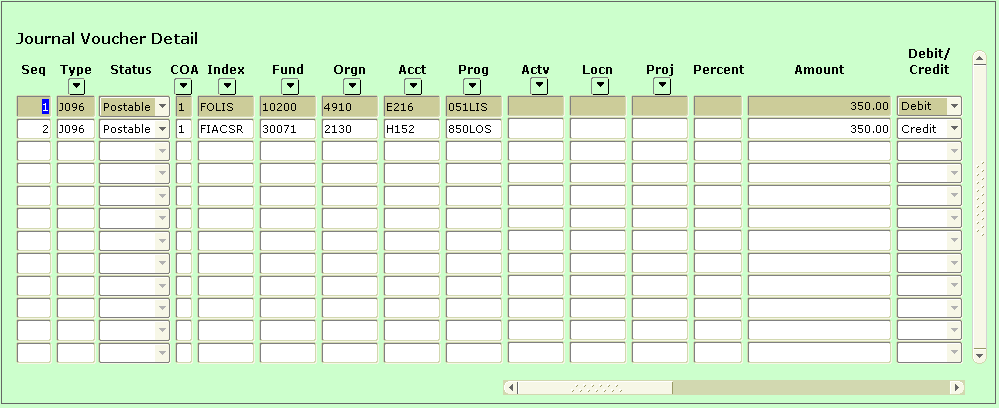 Journal Voucher Detail
Debit/
Seq Type Status COA Index Fund Orgn Acct Prog Actv Locn Proj Percent Amount Credit
1 J096 Postable 1 FOLIS 10200 4910 E216 051LIS 350.00 Debit
2 J096 Postable 1 FIACSR 30071 2130 H152 850LOS 350.00 Credit